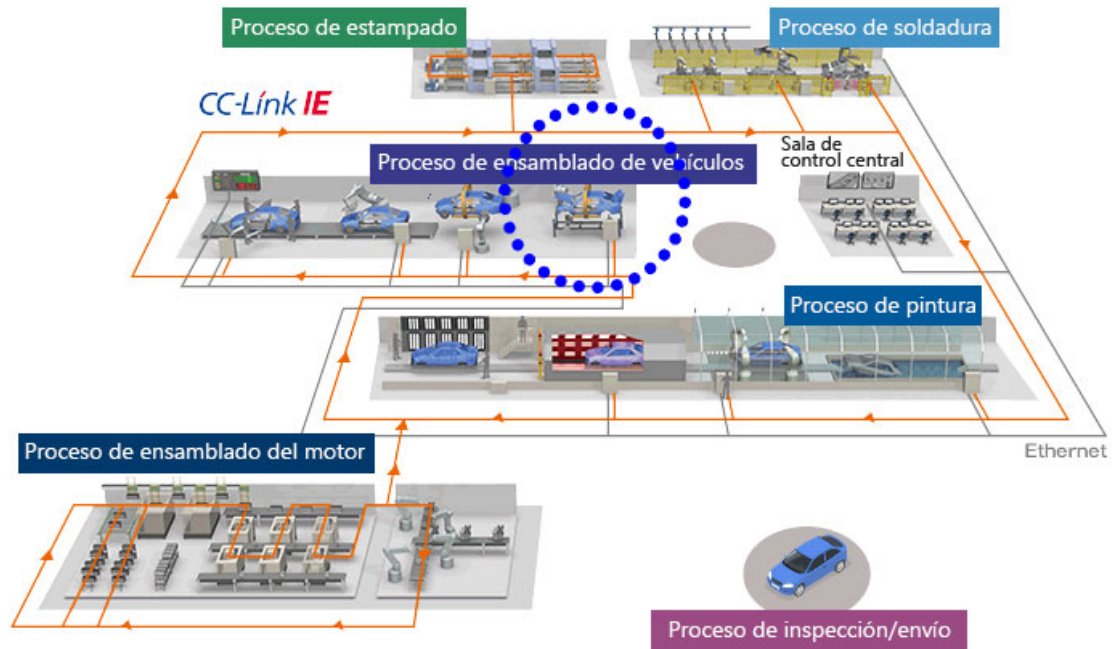 Proceso de estampado
Proceso de soldadura
CC-Link IE
Proceso de ensamblado de vehículos
Sala de
control central
Proceso de pintura
Proceso de ensamblado del motor
Ethernet
Proceso de inspección/envío